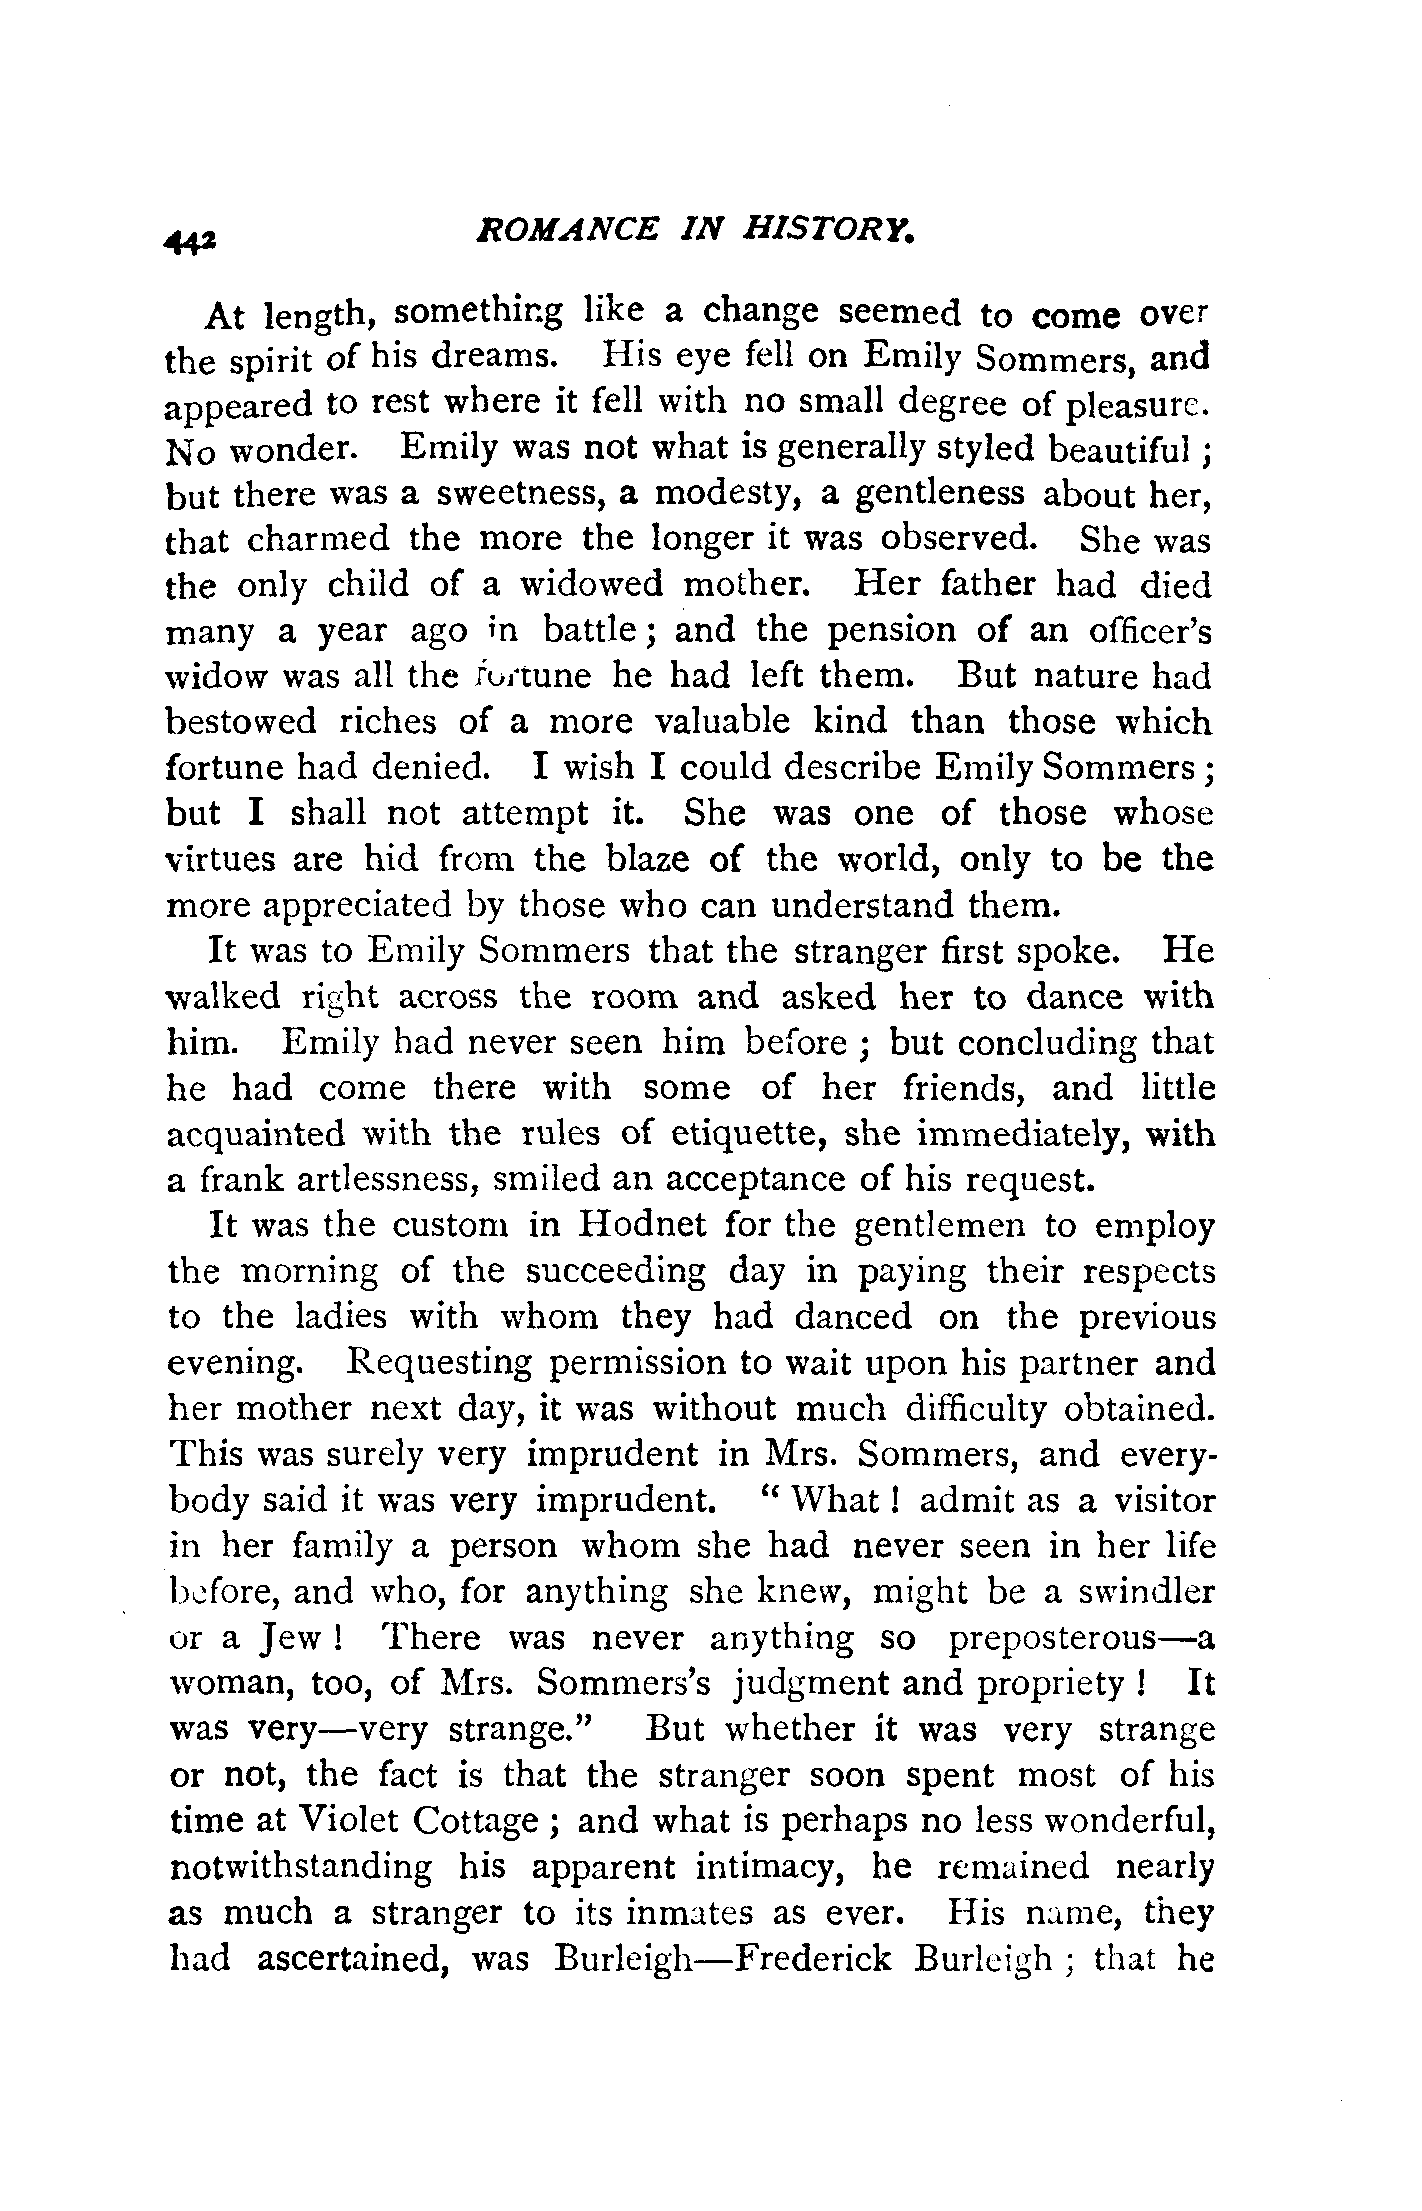 442 ROMANCE IN HISTORY.
At length, something like a change seemed to come over
the spirit of his dreams. His eye fell on Emily Sommers, and
appeared to rest where it fell with no small degree of pleasure.
No wonder. Emily was not what is generally styled beautiful ;
but there was a sweetness, a modesty, a gentleness about her,
that charmed the more the longer it was observed. She was
the only child of a widowed mother. Her father had died
many a year ago in battle ; and the pension of an officer's
widow was all the fortune he had left them. But nature had
bestowed riches of a more valuable kind than those which
fortune had denied. I wish I could describe Emily Sommers ;
but I shall not attempt it. She was one of those whose
virtues are hid from the blaze of the world, only to be the
more appreciated by those who can understand them.
It was to Emily Sommers that the stranger first spoke. He
walked right across the room and asked her to dance with
him. Emily had never seen him before ; but concluding that
he had come there with some of her friends, and little
acquainted with the rules of etiquette, she immediately, with
a frank artlessness, smiled an acceptance of his request.
It was the custom in Hodnet for the gentlemen to employ
the morning of the succeeding day in paying their respects
to the ladies with whom they had danced on the previous
evening. Requesting permission to wait upon his partner and
her mother next day, it was without much difficulty obtained.
This was surely very imprudent in Mrs. Sommers, and every-
body said it was very imprudent. “ What ! admit as a visitor
in her family a person whom she had never seen in her life
before, and who, for anything she knew, might be a swindler
or a Jew ! There was never anything so preposterous—a
woman, too, of Mrs. Sommers's judgment and propriety ! It
was very—very strange.” But whether it was very strange
or not, the fact is that the stranger soon spent most of his
time at Violet Cottage ; and what is perhaps no less wonderful,
notwithstanding his apparent intimacy, he remained nearly
as much a stranger to its inmates as ever. His name, they
had ascertained, was Burleigh—Frederick Burleigh ; that he